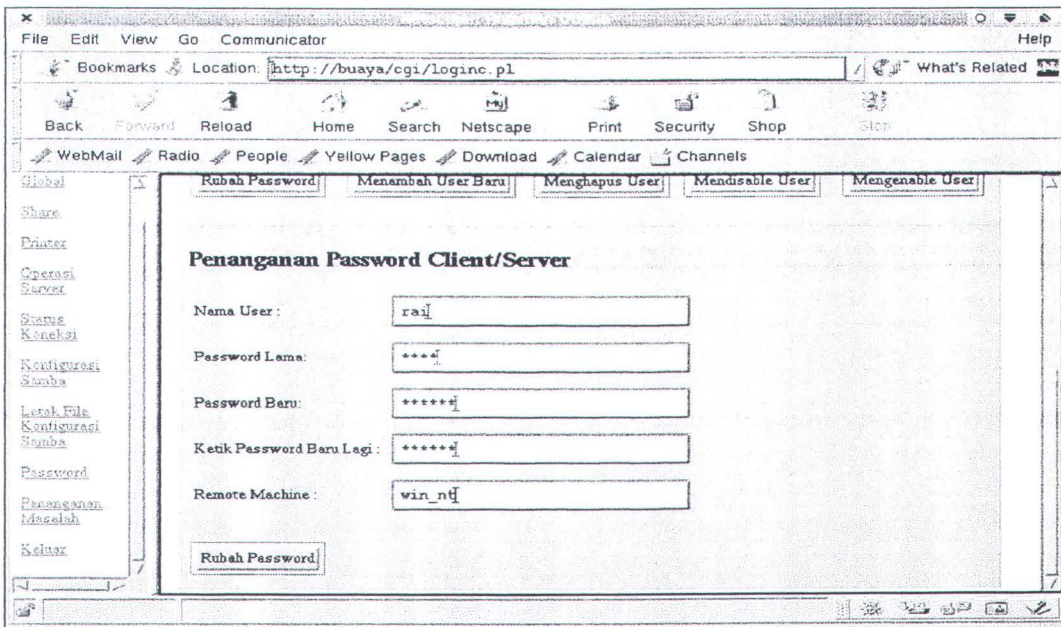 File Edit View Go Communicator Help
Bookmarks Location: http://buaya/cgi/loginc.pl What's Related
Back Forward Reload Home Search Netscape Print Security Shop Stop
WebMail Radio People Yellow Pages Download Calendar Channels
Global
Share
Printer
Operasi
Server
Status
Koneksi
Konfigurasi
Samba
Letak File
Konfigurasi
Samba
Password
Penanganan
Masalah
Keluar
Rubah Password Menambah User Baru Menghapus User Mendisable User Mengenable User
Penanganan Password Client/Server
Nama User : rai
Password Lama: ****
Password Baru: ******
Ketik Password Baru Lagi : ******
Remote Machine : win_nt
Rubah Password